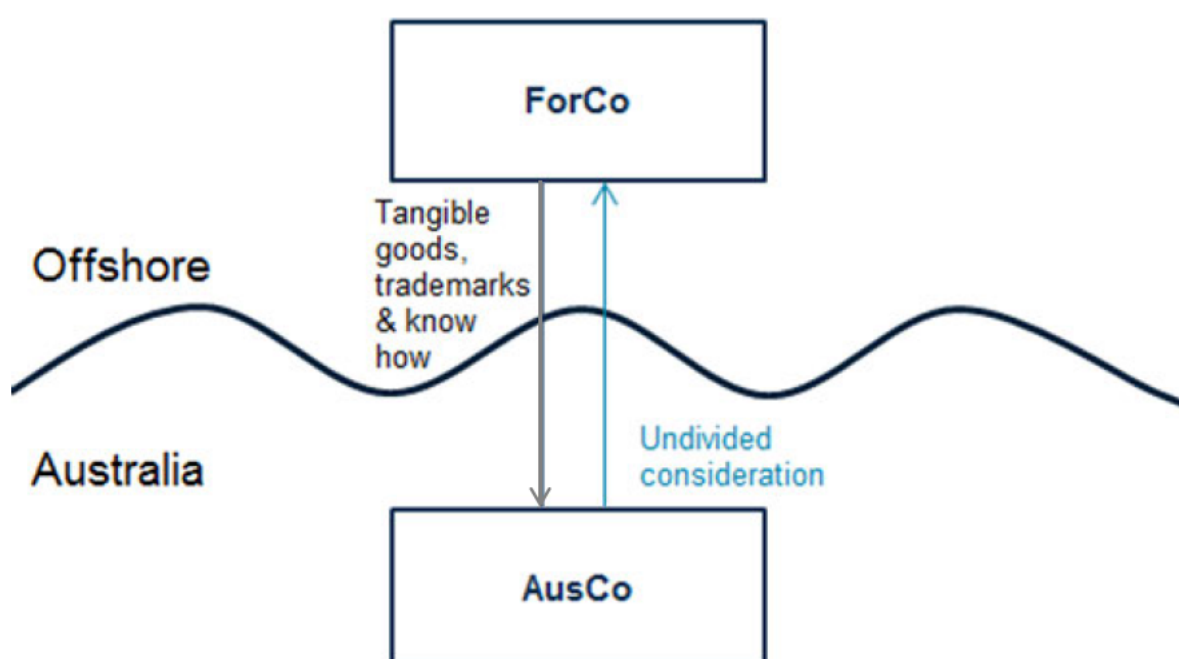 ForCo
Tangible
goods,
trademarks
& know
how
Offshore
Undivided
consideration
Australia
AusCo